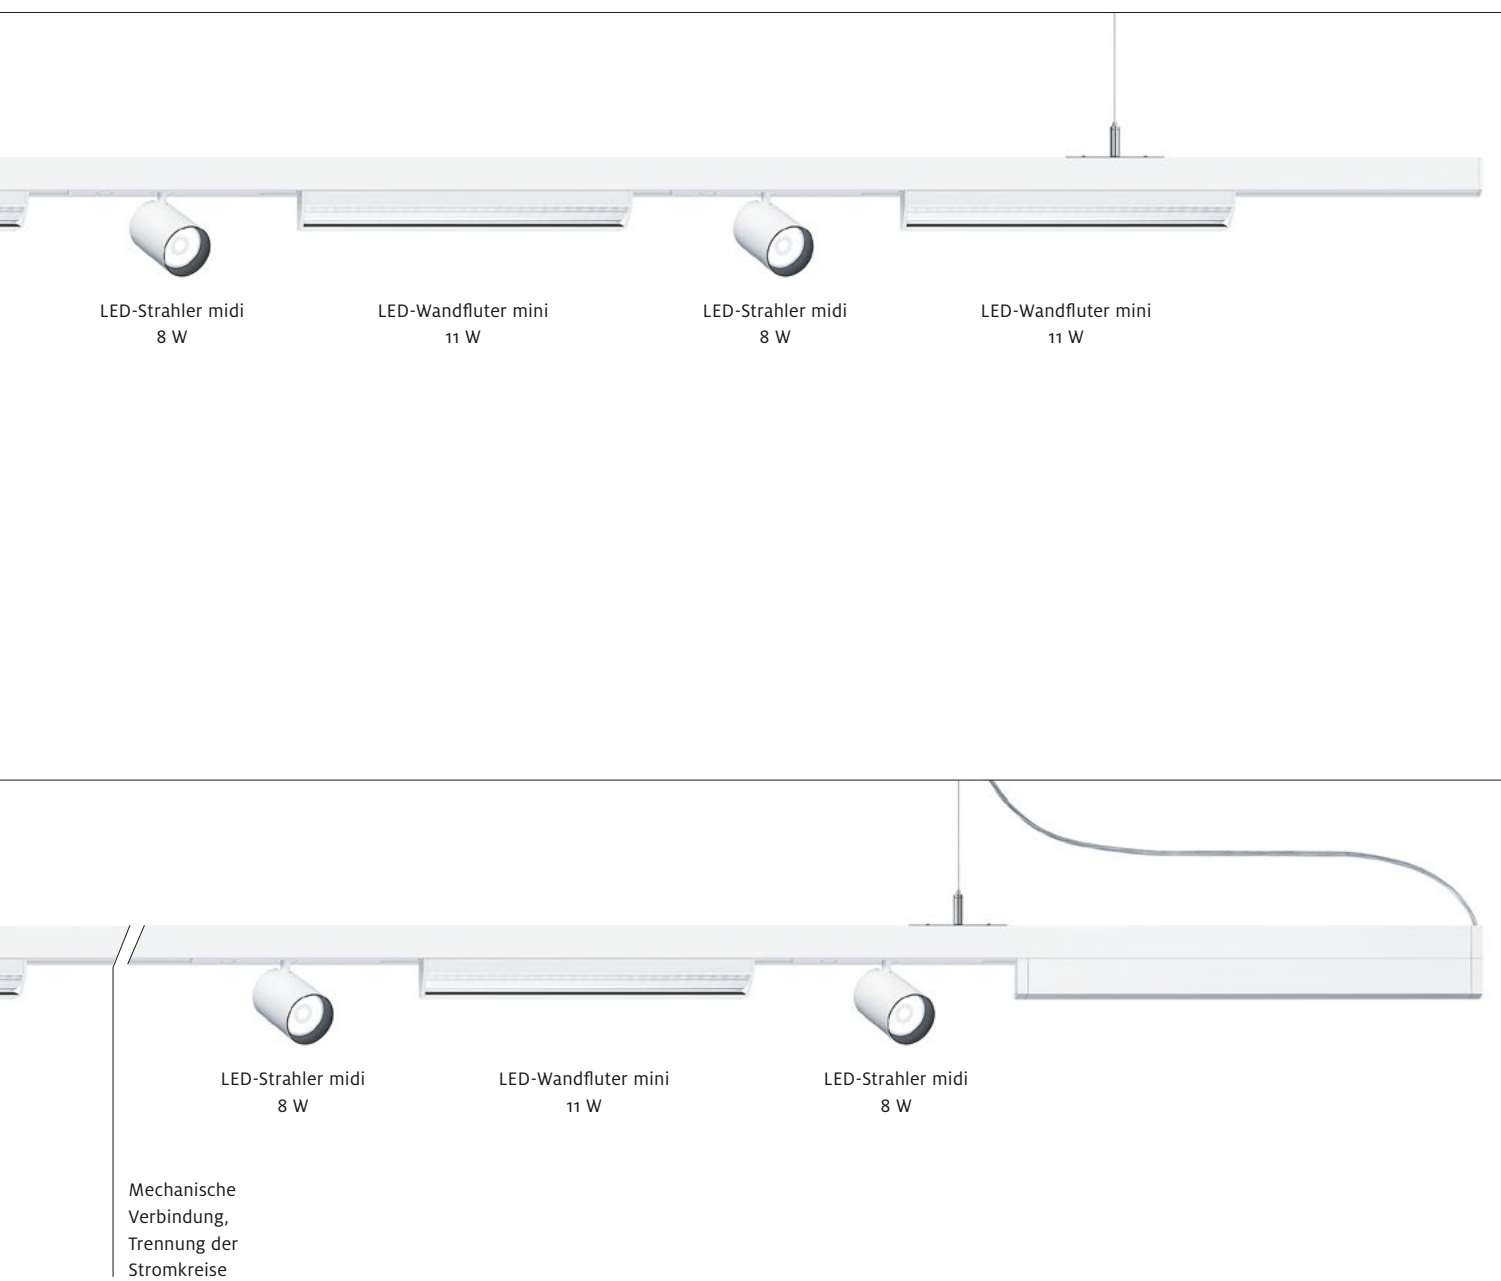 LED-Strahler midi
8 W
LED-Wandfluter mini
11 W
LED-Strahler midi
8 W
LED-Wandfluter mini
11 W
LED-Strahler midi
8 W
LED-Wandfluter mini
11 W
LED-Strahler midi
8 W
Mechanische
Verbindung,
Trennung der
Stromkreise